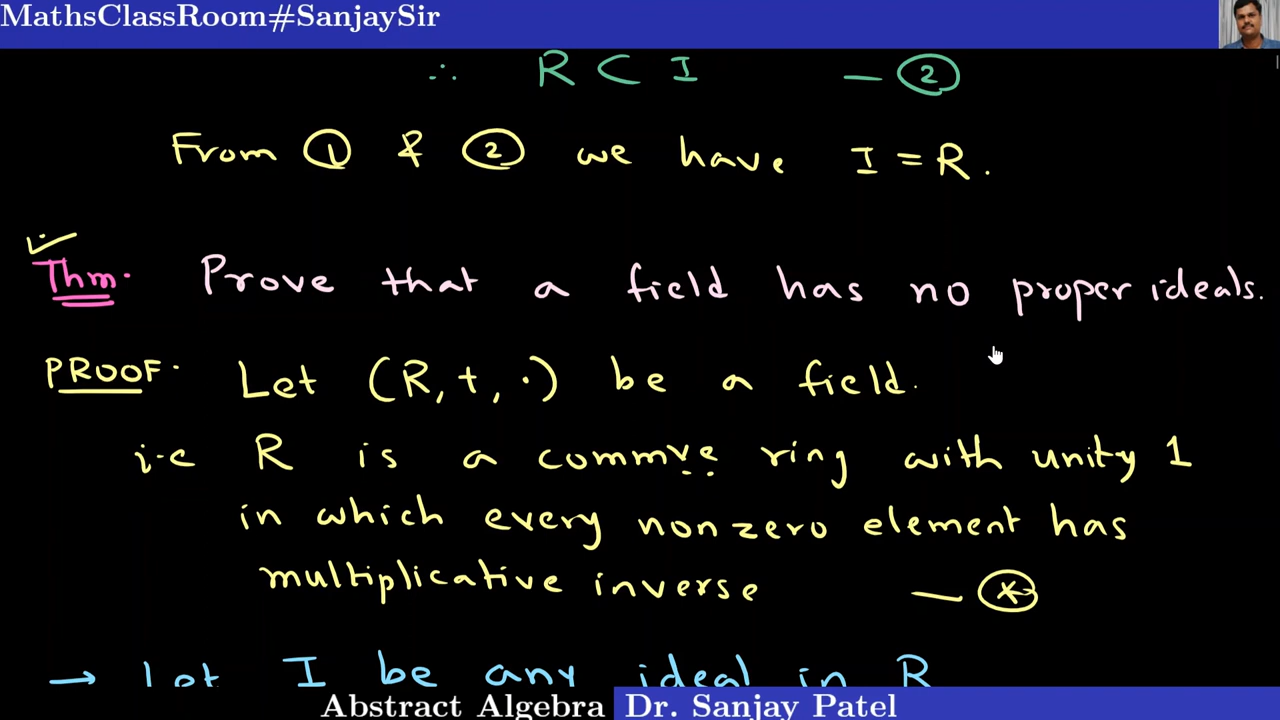 MathsClassRoom#SanjaySir
∴ R ⊂ I — ②
From ① & ② we have I = R.
Thm. Prove that a field has no proper ideals.
PROOF. Let (R, +, ·) be a field.
i.e R is a commve ring with unity 1
in which every nonzero element has
multiplicative inverse — ⊛
→ Let I be any ideal in R
Abstract Algebra Dr. Sanjay Patel